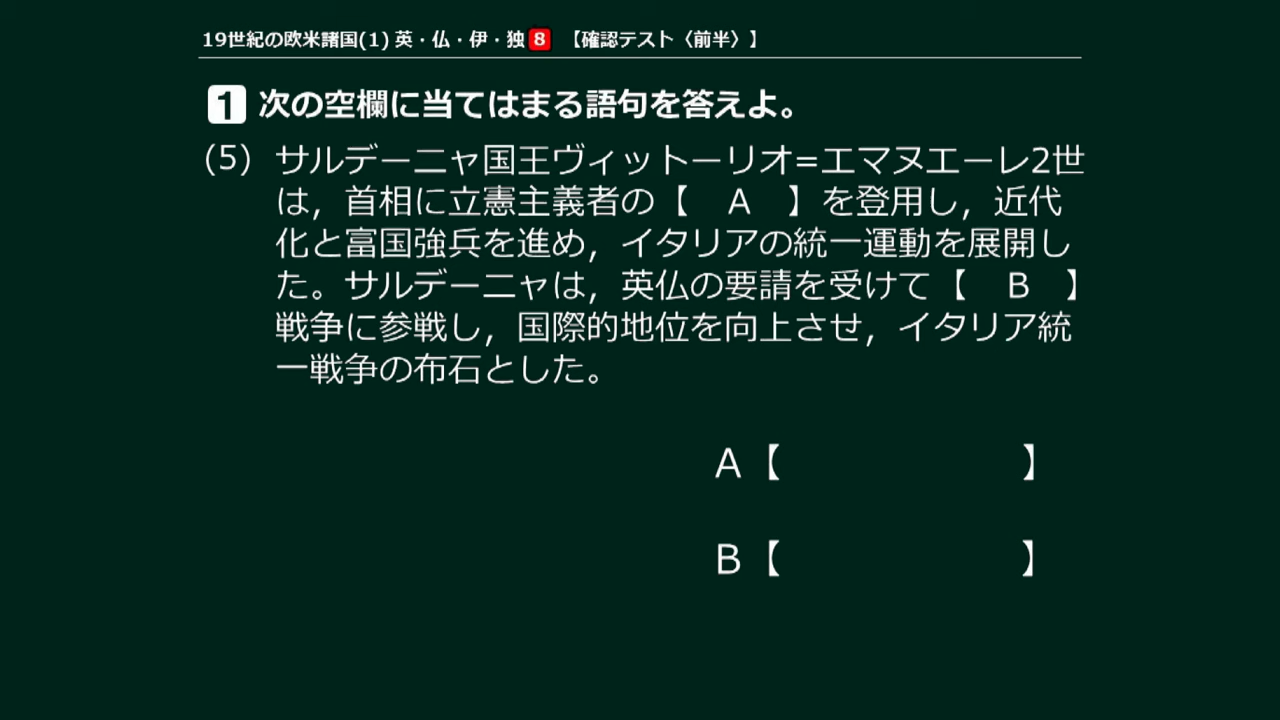 19世紀の欧米諸国(1) 英・仏・伊・独8 【確認テスト〈前半〉】
1 次の空欄に当てはまる語句を答えよ。
(5) サルデーニャ国王ヴィットーリオ=エマヌエーレ2世
は，首相に立憲主義者の【 A 】を登用し，近代
化と富国強兵を進め，イタリアの統一運動を展開し
た。サルデーニャは，英仏の要請を受けて【 B 】
戦争に参戦し，国際的地位を向上させ，イタリア統
一戦争の布石とした。
A【 】
B【 】